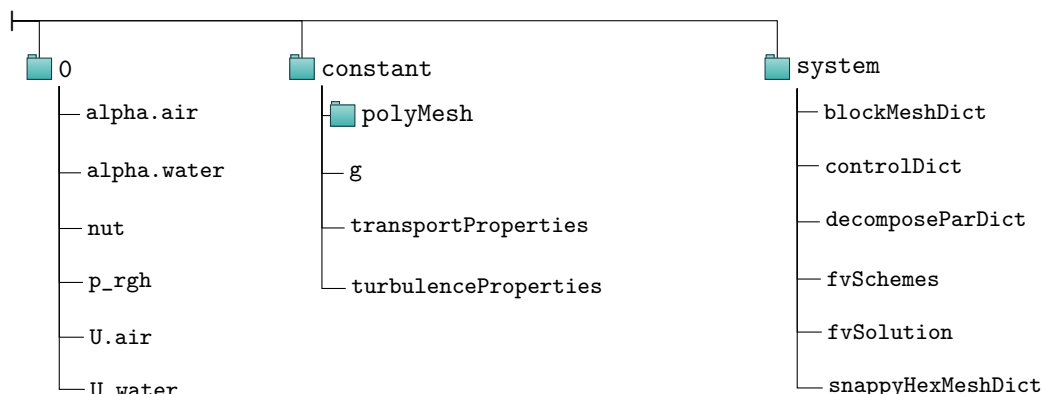 0
alpha.air
alpha.water
nut
p_rgh
U.air
U.water
constant
polyMesh
g
transportProperties
turbulenceProperties
system
blockMeshDict
controlDict
decomposeParDict
fvSchemes
fvSolution
snappyHexMeshDict